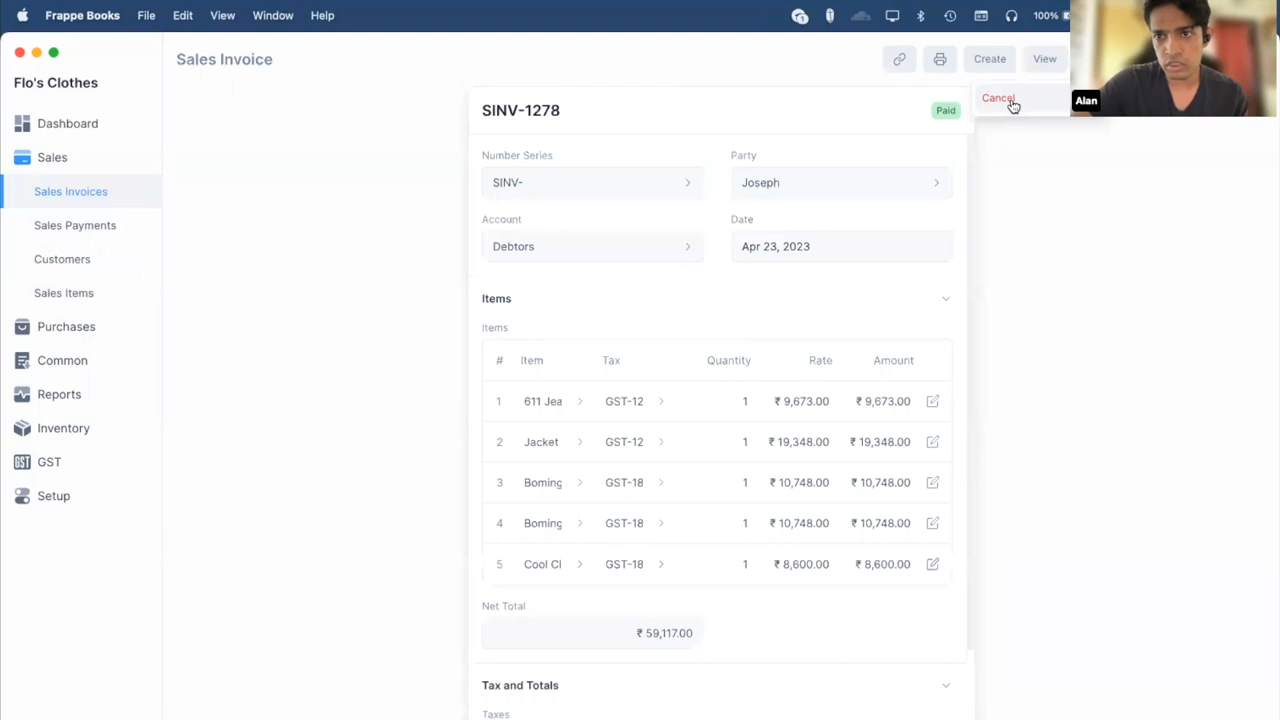 Frappe Books File Edit View Window Help 100%
Flo's Clothes
Dashboard
Sales
Sales Invoices
Sales Payments
Customers
Sales Items
Purchases
Common
Reports
Inventory
GST GST
Setup
Sales Invoice
Create View
Cancel
Alan
SINV-1278 Paid
Number Series Party
SINV- Joseph
Account Date
Debtors Apr 23, 2023
Items
Items
# Item Tax Quantity Rate Amount
1 611 Jea GST-12 1 ₹ 9,673.00 ₹ 9,673.00
2 Jacket GST-12 1 ₹ 19,348.00 ₹ 19,348.00
3 Boming GST-18 1 ₹ 10,748.00 ₹ 10,748.00
4 Boming GST-18 1 ₹ 10,748.00 ₹ 10,748.00
5 Cool Cl GST-18 1 ₹ 8,600.00 ₹ 8,600.00
Net Total
₹ 59,117.00
Tax and Totals
Taxes